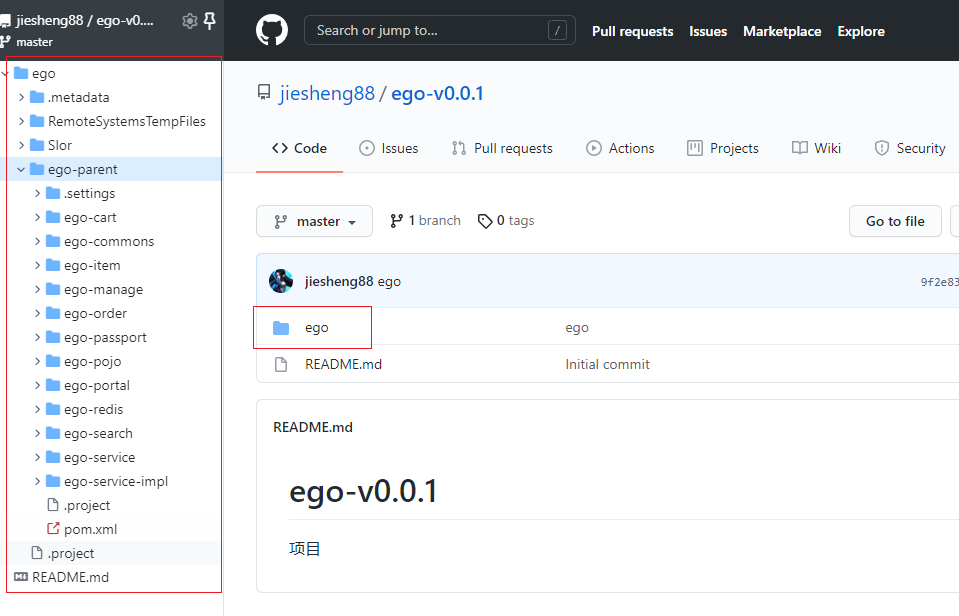 jiesheng88 / ego-v0....
master
ego
.metadata
RemoteSystemsTempFiles
Slor
ego-parent
.settings
ego-cart
ego-commons
ego-item
ego-manage
ego-order
ego-passport
ego-pojo
ego-portal
ego-redis
ego-search
ego-service
ego-service-impl
.project
pom.xml
.project
README.md
Search or jump to... /
Pull requests Issues Marketplace Explore
jiesheng88 / ego-v0.0.1
Code Issues Pull requests Actions Projects Wiki Security
master 1 branch 0 tags Go to file
jiesheng88 ego 9f2e83
ego ego
README.md Initial commit
README.md
ego-v0.0.1
项目